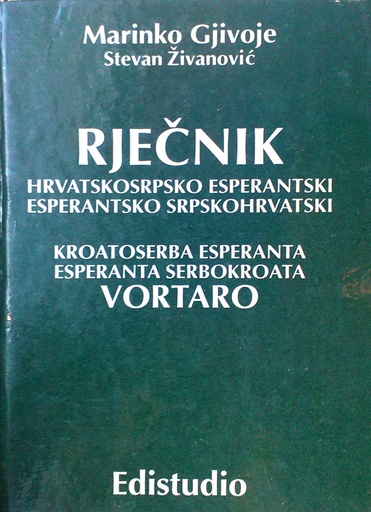 Marinko Gjivoje
Stevan Živanović
RJEČNIK
HRVATSKOSRPSKO ESPERANTSKI
ESPERANTSKO SRPSKOHRVATSKI
KROATOSERBA ESPERANTA
ESPERANTA SERBOKROATA
VORTARO
Edistudio